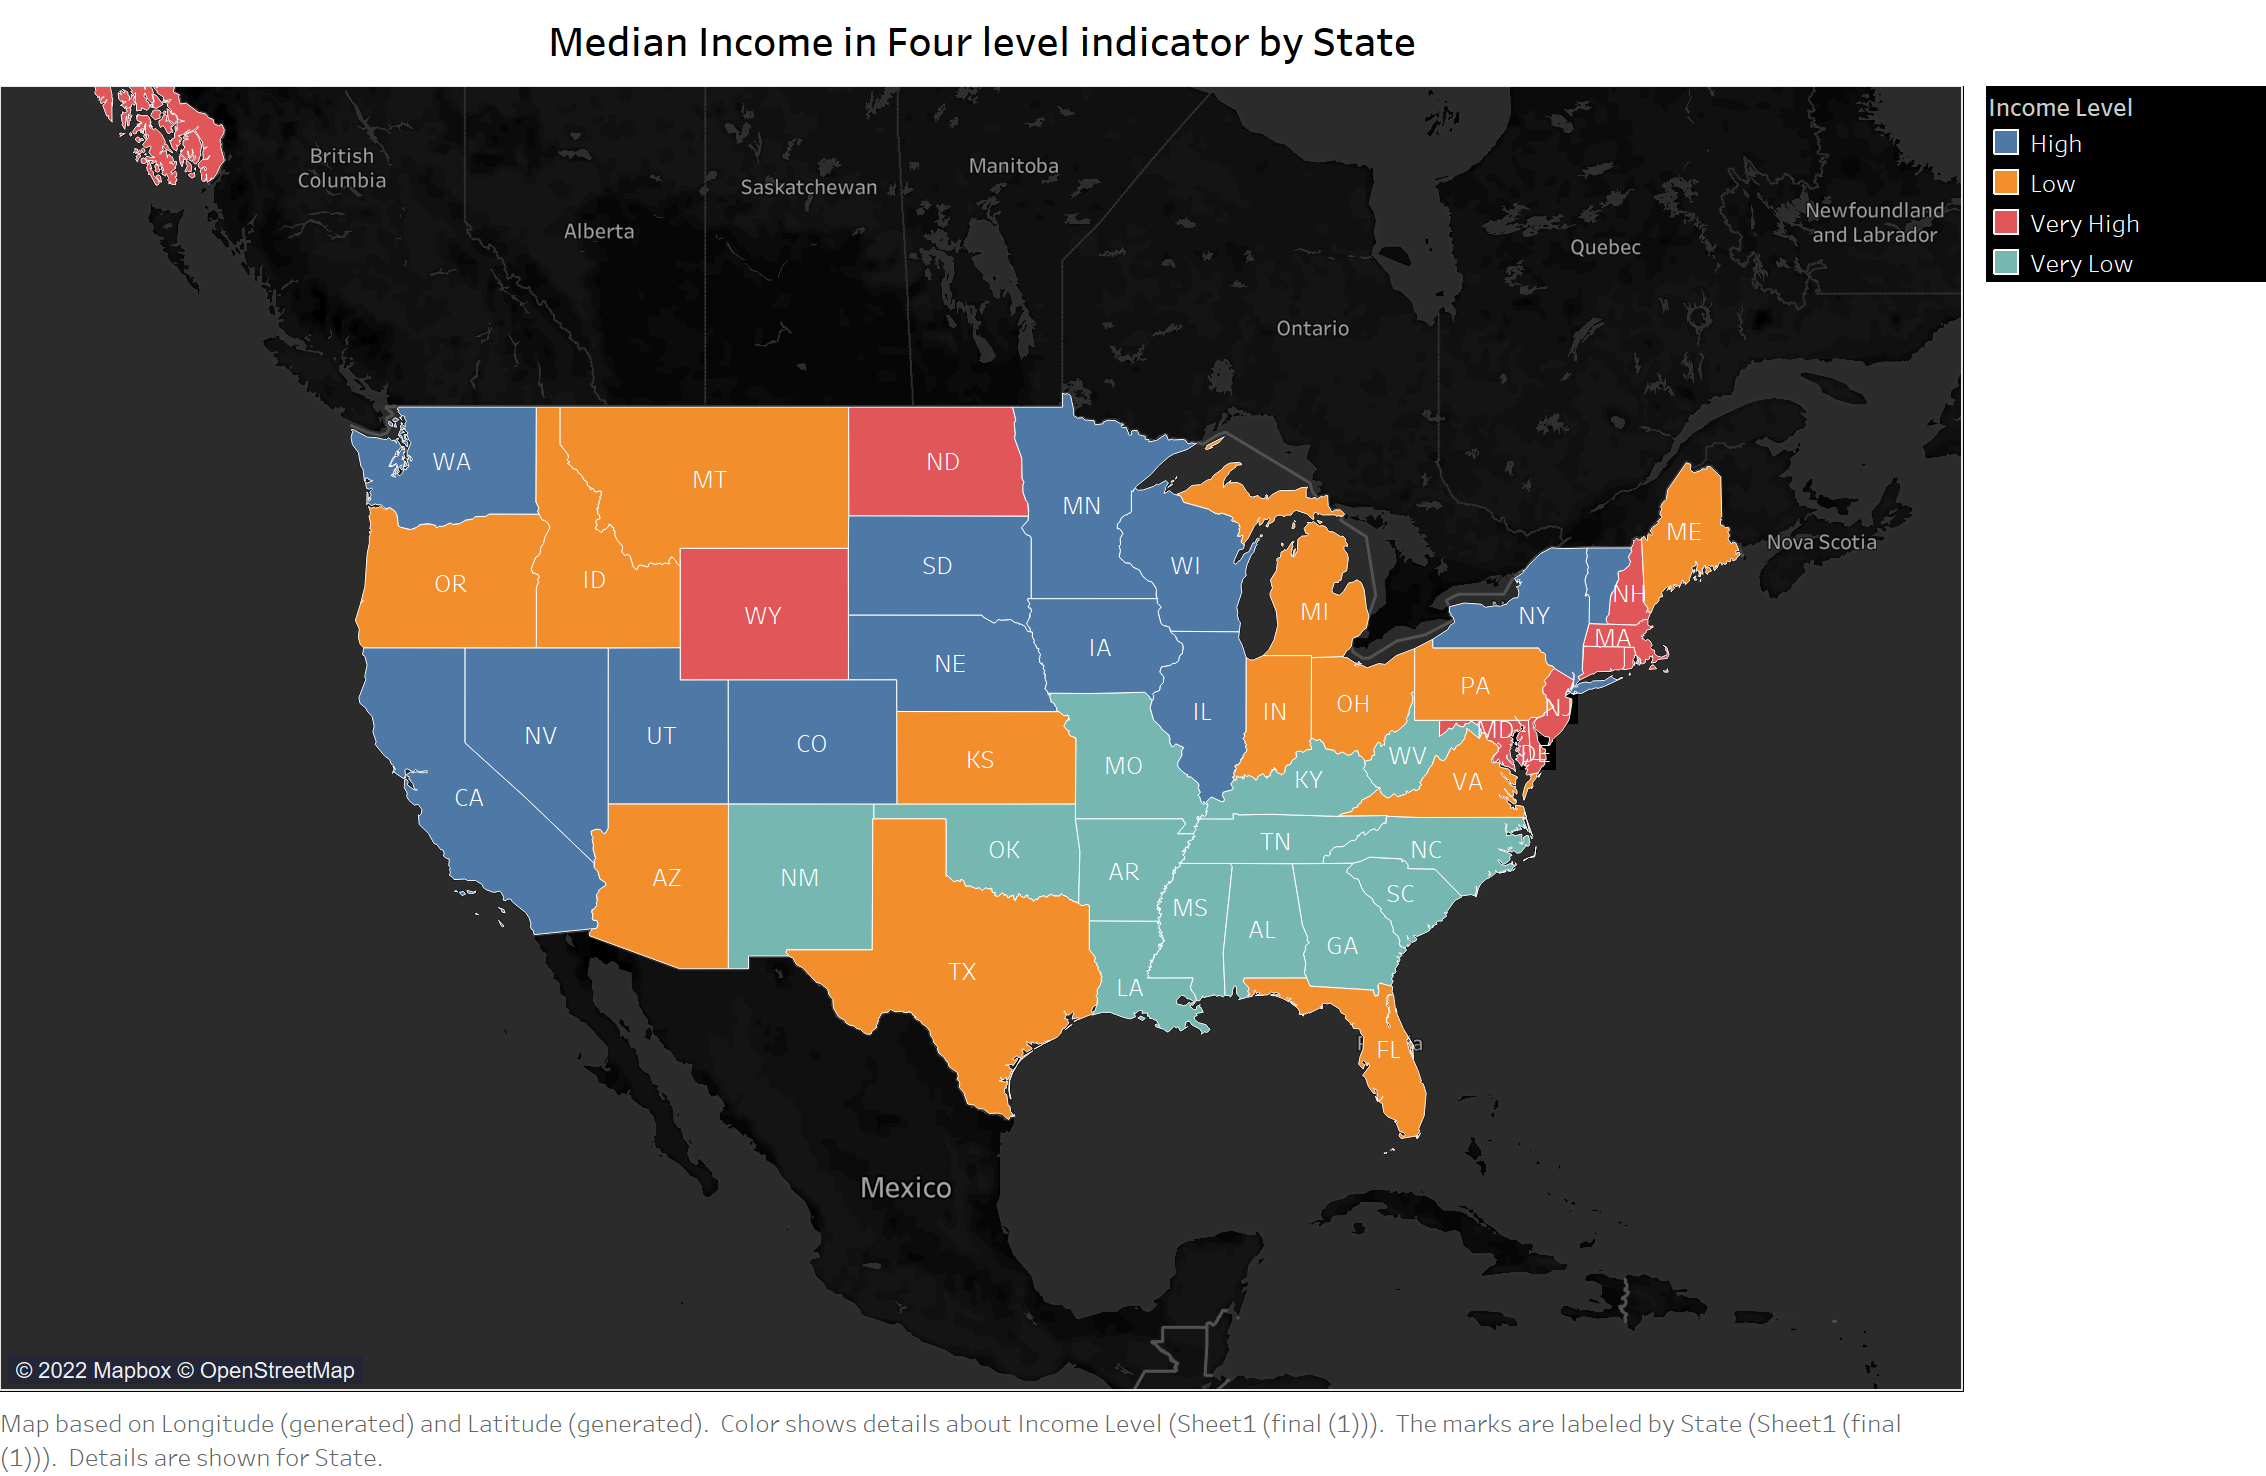 Median Income in Four level indicator by State
Income Level
High
Low
Very High
Very Low
British
Columbia
Alberta
Saskatchewan
Manitoba
Ontario
Quebec
Newfoundland
and Labrador
Nova Scotia
WA
MT
ND
MN
OR
ID
WY
SD
WI
MI
NY
NH
ME
MA
NE
IA
NV
UT
CO
KS
IL
IN
OH
PA
NJ
MD
DE
CA
MO
KY
WV
VA
AZ
NM
OK
AR
TN
NC
MS
AL
GA
SC
TX
LA
FL
Mexico
© 2022 Mapbox © OpenStreetMap
Map based on Longitude (generated) and Latitude (generated).  Color shows details about Income Level (Sheet1 (final (1))).  The marks are labeled by State (Sheet1 (final
(1))).  Details are shown for State.